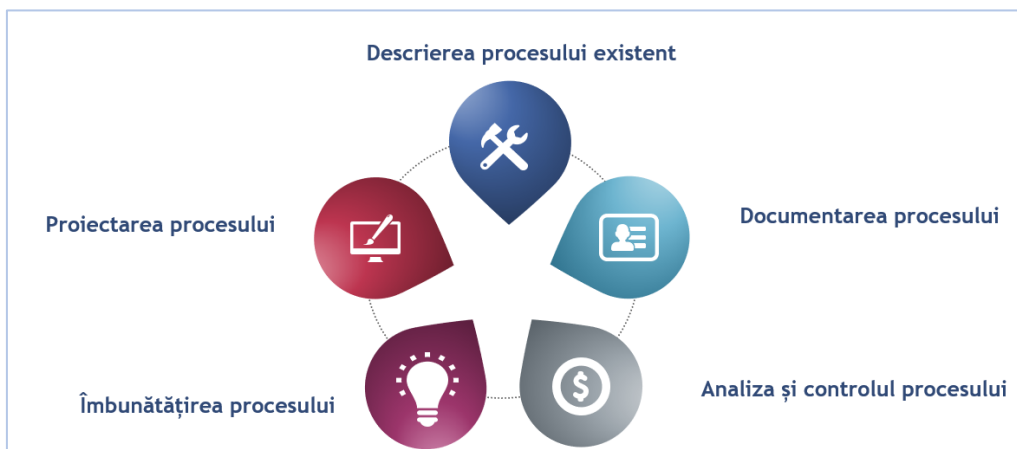 Descrierea procesului existent
Proiectarea procesului
Documentarea procesului
Îmbunătățirea procesului
$
Analiza și controlul procesului